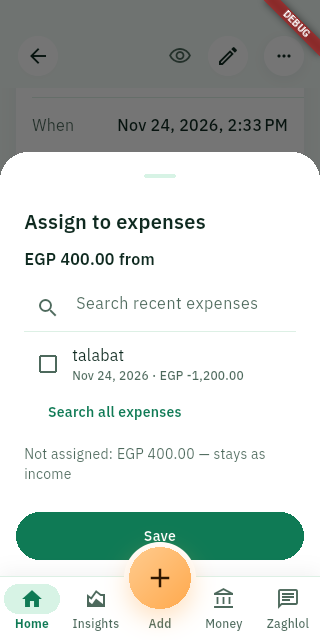 DEBUG
When Nov 24, 2026, 2:33 PM
Assign to expenses
EGP 400.00 from
Search recent expenses
talabat
Nov 24, 2026 · EGP -1,200.00
Search all expenses
Not assigned: EGP 400.00 — stays as
income
Save
Home Insights Add Money Zaghlol